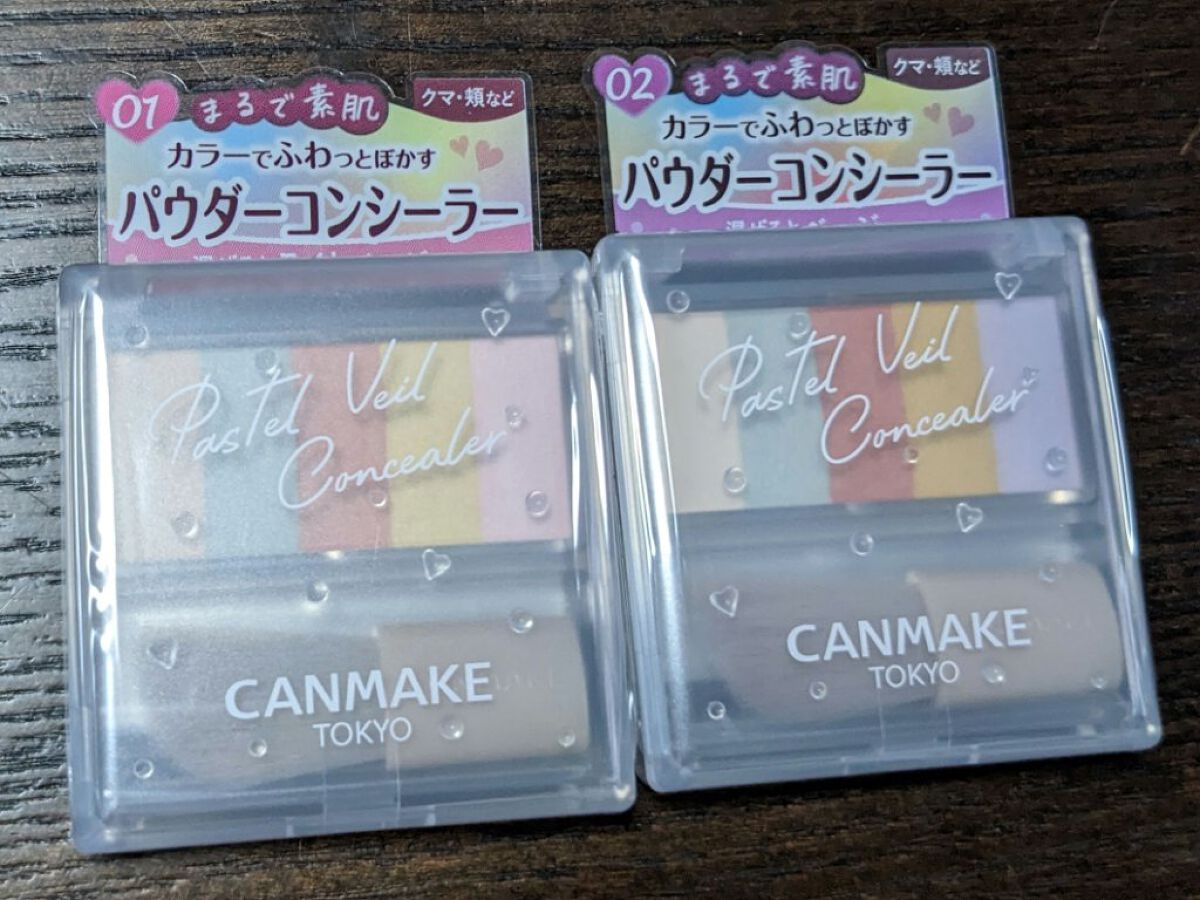 01
まるで素肌
クマ・頬など
カラーでふわっとぼかす
パウダーコンシーラー
Pastel Veil
Concealer
CANMAKE
TOKYO
02
まるで素肌
クマ・頬など
カラーでふわっとぼかす
パウダーコンシーラー
Pastel Veil
Concealer
CANMAKE
TOKYO